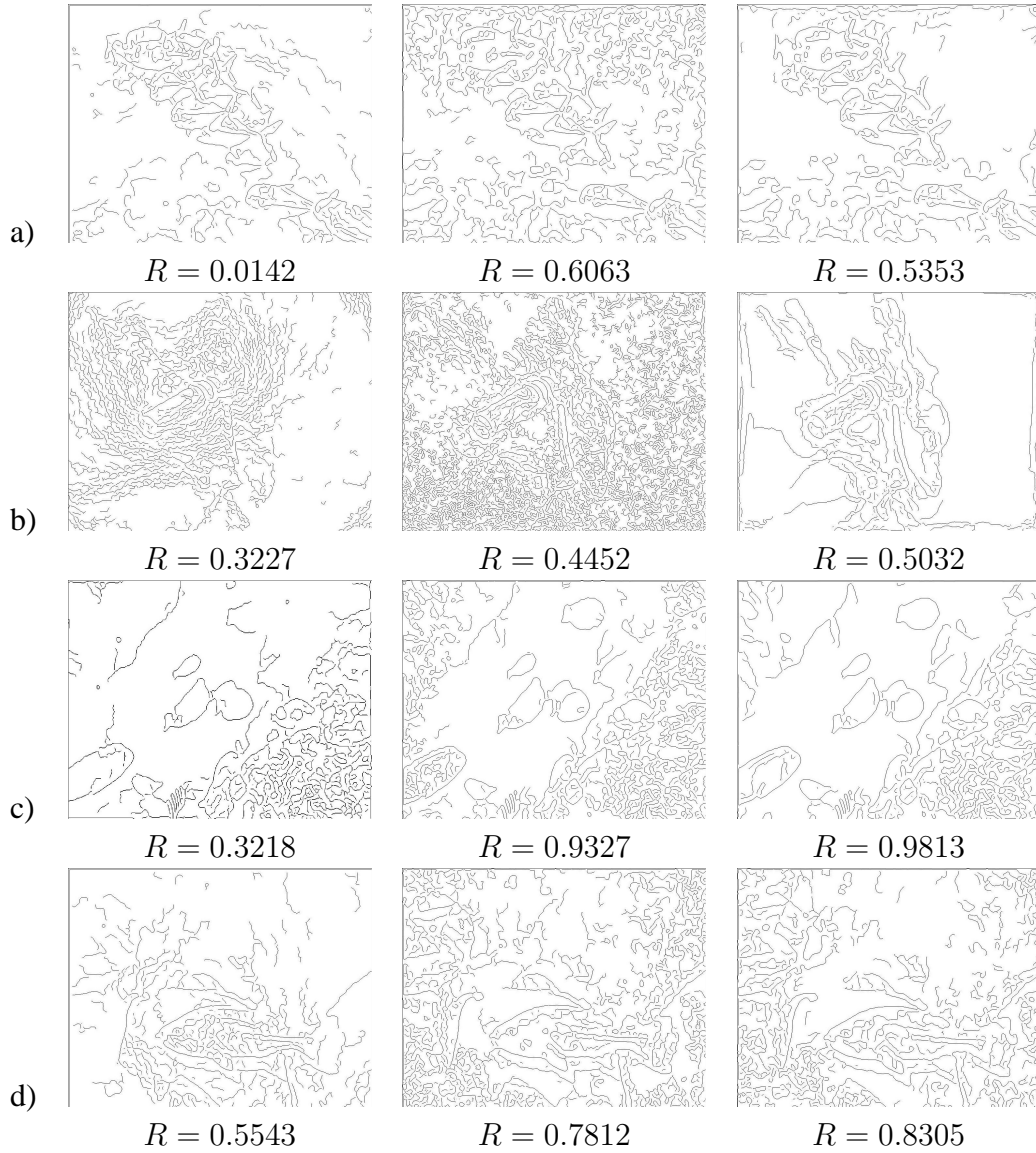 a)
R = 0.0142 R = 0.6063 R = 0.5353
b)
R = 0.3227 R = 0.4452 R = 0.5032
c)
R = 0.3218 R = 0.9327 R = 0.9813
d)
R = 0.5543 R = 0.7812 R = 0.8305